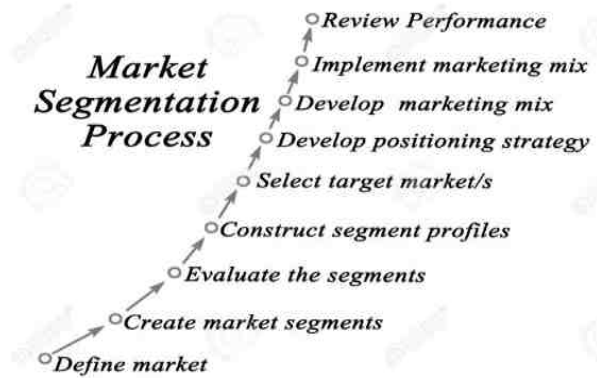 Market
Segmentation
Process
Review Performance
Implement marketing mix
Develop marketing mix
Develop positioning strategy
Select target market/s
Construct segment profiles
Evaluate the segments
Create market segments
Define market